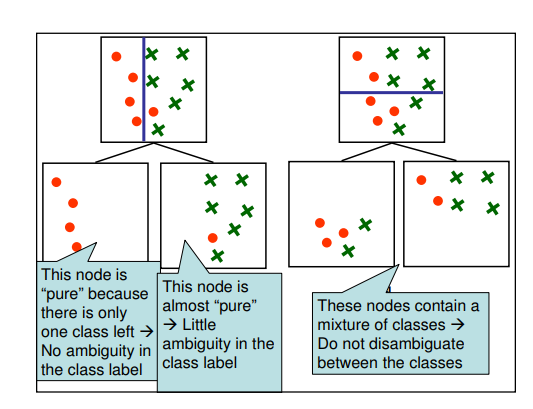 This node is
“pure” because
there is only
one class left →
No ambiguity in
the class label
This node is
almost “pure”
→ Little
ambiguity in the
class label
These nodes contain a
mixture of classes →
Do not disambiguate
between the classes